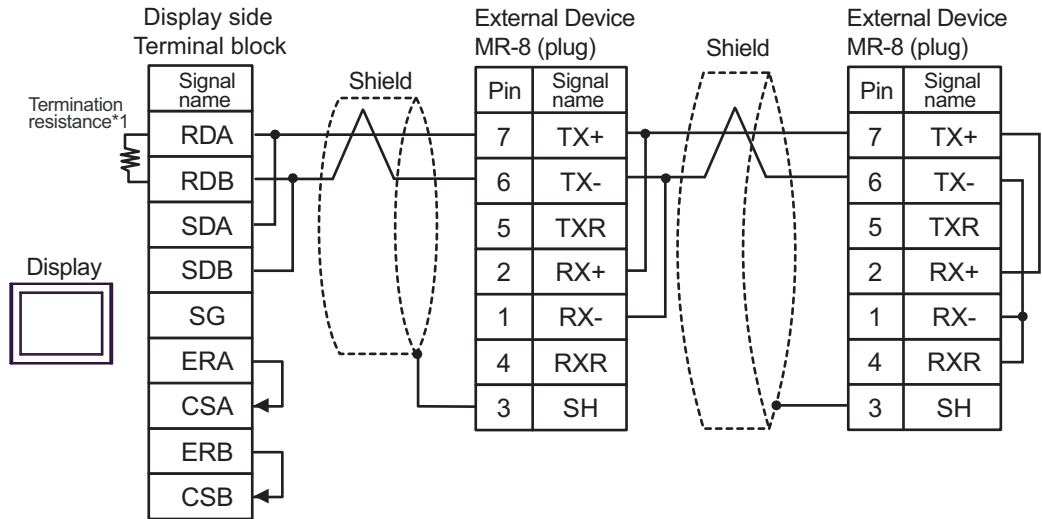 Display side
Terminal block
External Device
MR-8 (plug)
External Device
MR-8 (plug)
Shield
Shield
Termination
resistance*1
Display
Signal
name
RDA
RDB
SDA
SDB
SG
ERA
CSA
ERB
CSB
Pin Signal
name
7 TX+
6 TX-
5 TXR
2 RX+
1 RX-
4 RXR
3 SH
Pin Signal
name
7 TX+
6 TX-
5 TXR
2 RX+
1 RX-
4 RXR
3 SH